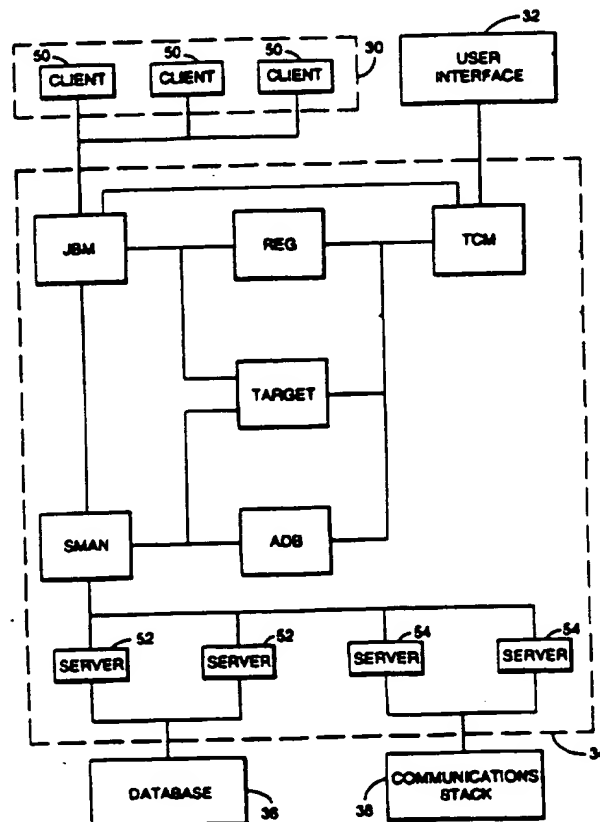 50 50 50
CLIENT CLIENT CLIENT
30
32
USER
INTERFACE
JBM REG TCM
TARGET
SMAN ADB
52 52 54 54
SERVER SERVER SERVER SERVER
DATABASE
36
38
COMMUNICATIONS
STACK